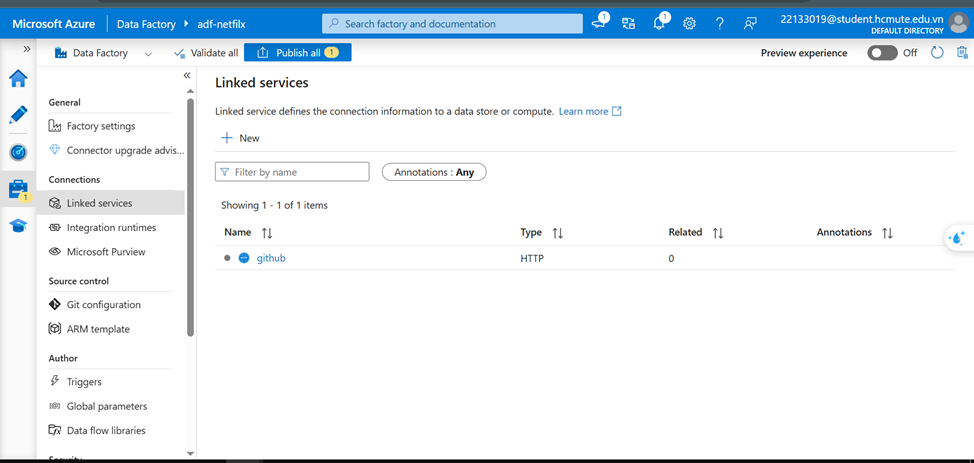 Microsoft Azure Data Factory adf-netfilx Search factory and documentation 1 1 22133019@student.hcmute.edu.vn
DEFAULT DIRECTORY
Data Factory Validate all Publish all 1 Preview experience Off
Linked services
General
Linked service defines the connection information to a data store or compute. Learn more
Factory settings
New
Connector upgrade advis...
Filter by name Annotations : Any
Connections
1
Linked services
Showing 1 - 1 of 1 items
Integration runtimes
Name Type Related Annotations
Microsoft Purview
github HTTP 0
Source control
Git configuration
ARM template
Author
Triggers
Global parameters
Data flow libraries
Security